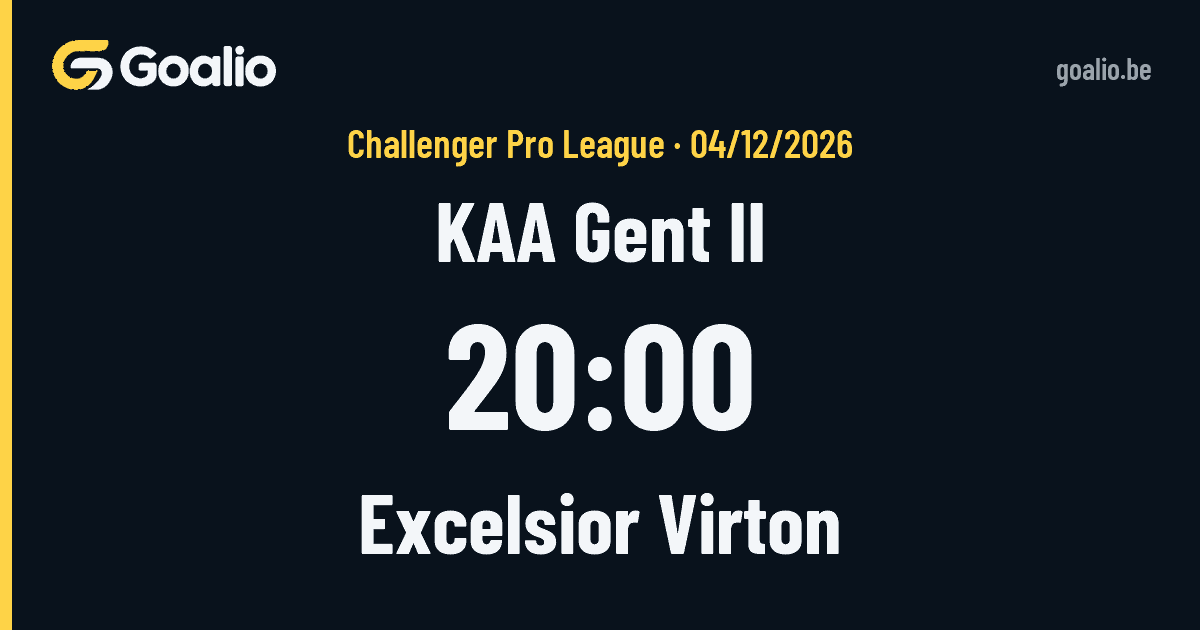 Goalio
goalio.be
Challenger Pro League · 04/12/2026
KAA Gent II
20:00
Excelsior Virton